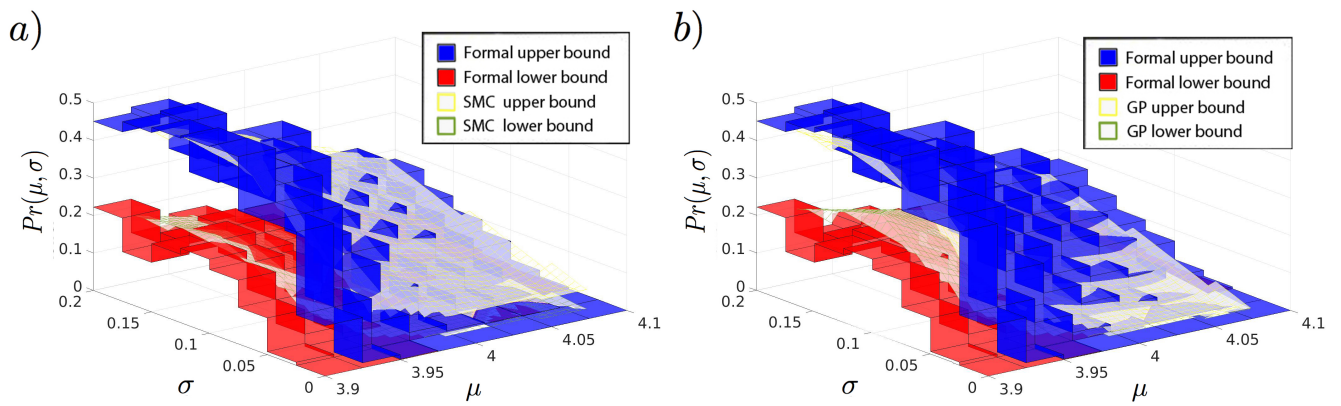 a)
Formal upper bound
Formal lower bound
SMC upper bound
SMC lower bound
Pr(μ, σ)
0.5
0.4
0.3
0.2
0.1
0
0.2
0.15
0.1
0.05
0
σ
3.9
3.95
4
4.05
4.1
μ
b)
Formal upper bound
Formal lower bound
GP upper bound
GP lower bound
Pr(μ, σ)
0.5
0.4
0.3
0.2
0.1
0
0.2
0.15
0.1
0.05
0
σ
3.9
3.95
4
4.05
4.1
μ